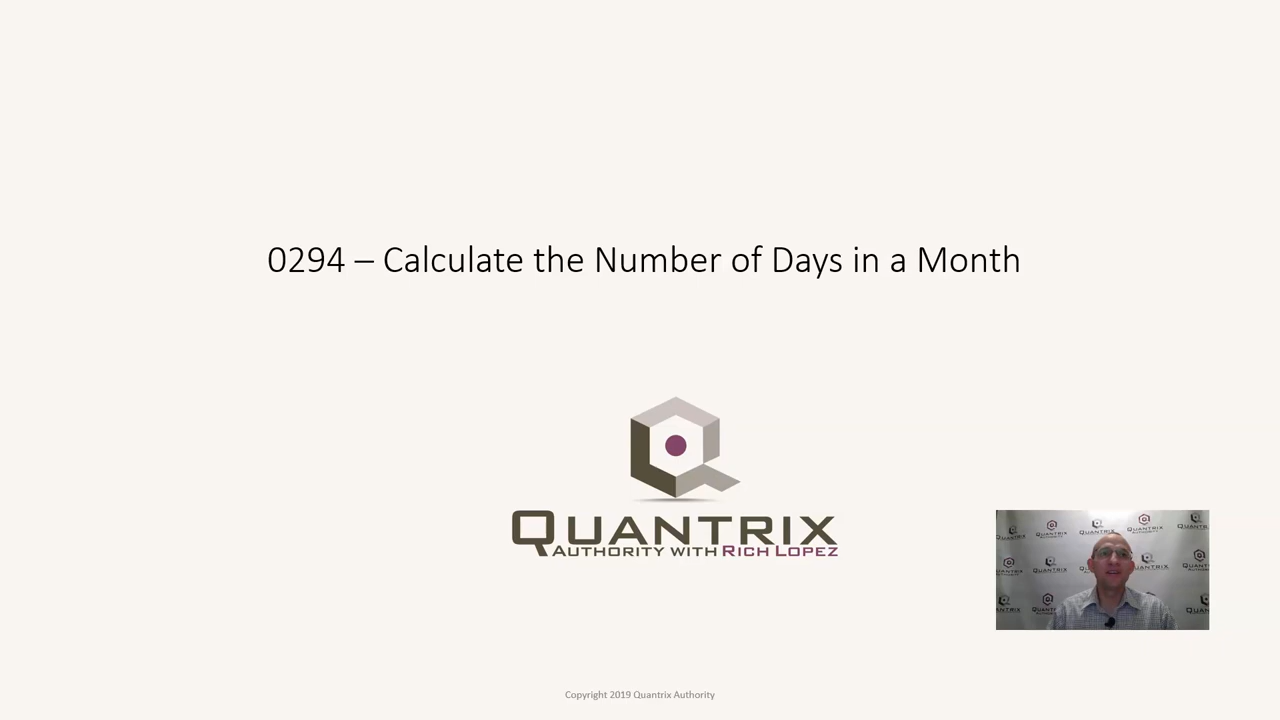 0294 – Calculate the Number of Days in a Month
QUANTRIX
AUTHORITY WITH RICH LOPEZ
Copyright 2019 Quantrix Authority